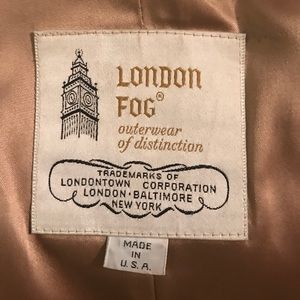 LONDON
FOG®
outerwear
of distinction
TRADEMARKS OF
LONDONTOWN CORPORATION
LONDON · BALTIMORE
NEW YORK
MADE
IN
U.S.A.